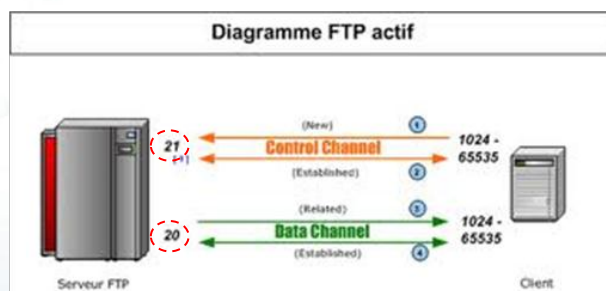 Diagramme FTP actif
(New)
1
21
Control Channel
1024 -
65535
(Established)
2
(Related)
3
20
Data Channel
1024 -
65535
(Established)
4
Serveur FTP
Client